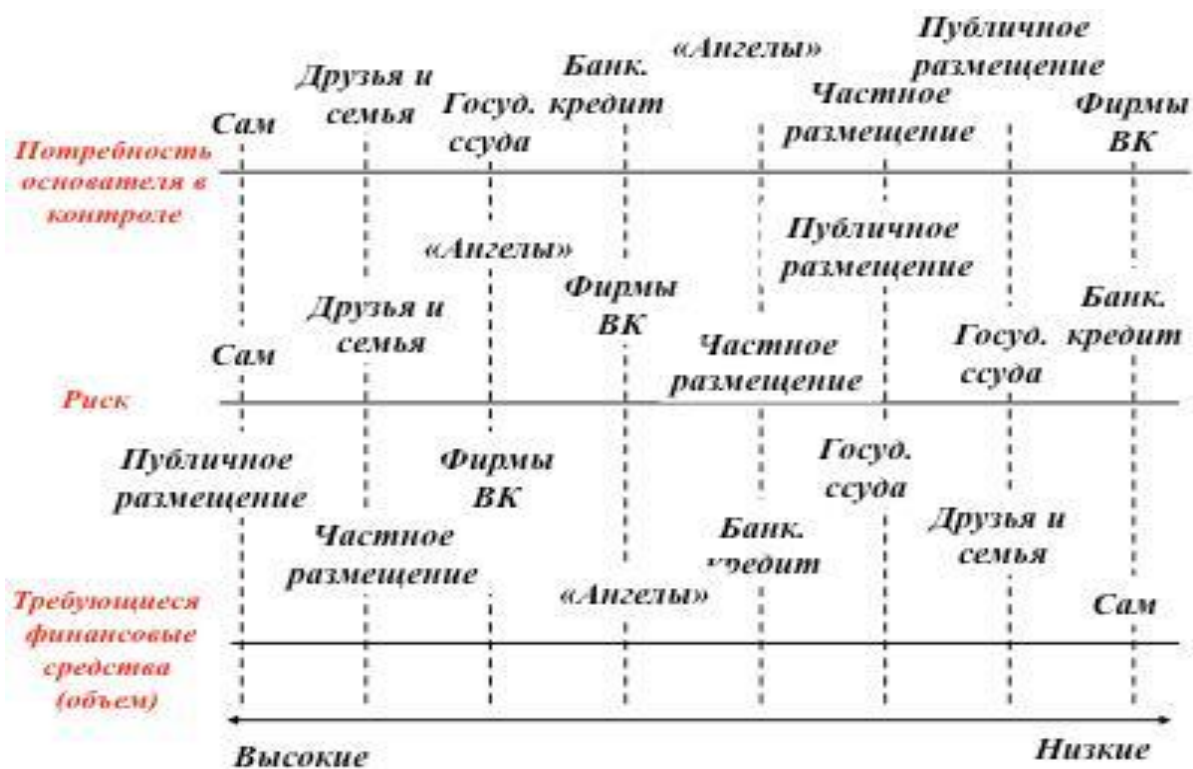 Сам
Друзья и
семья
Госуд.
ссуда
Банк.
кредит
«Ангелы»
Частное
размещение
Публичное
размещение
Фирмы
ВК
Потребность
основателя в
контроле
Сам
Друзья и
семья
«Ангелы»
Фирмы
ВК
Частное
размещение
Публичное
размещение
Госуд.
ссуда
Банк.
кредит
Риск
Публичное
размещение
Частное
размещение
Фирмы
ВК
«Ангелы»
Банк.
кредит
Госуд.
ссуда
Друзья и
семья
Сам
Требующиеся
финансовые
средства
(объем)
Высокие
Низкие